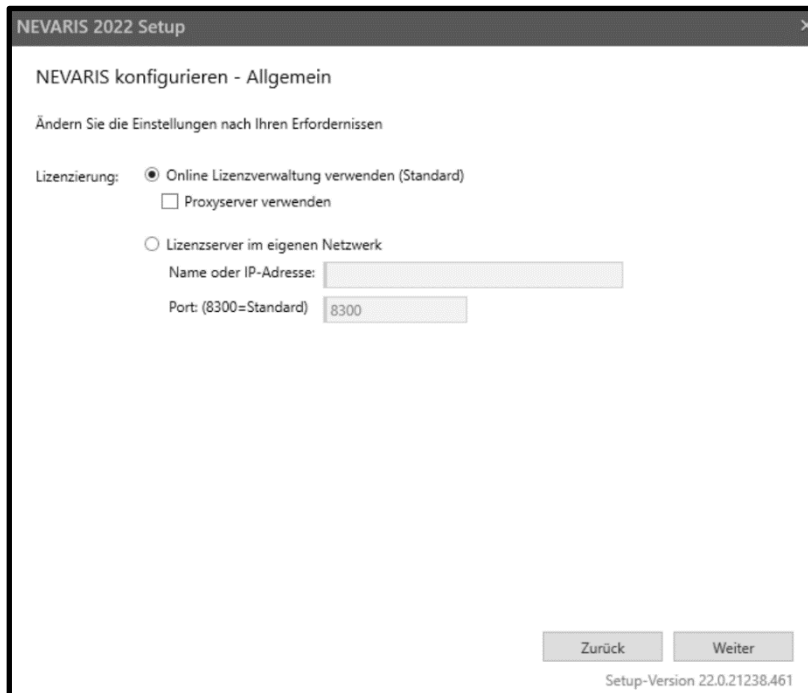 NEVARIS 2022 Setup
NEVARIS konfigurieren - Allgemein
Ändern Sie die Einstellungen nach Ihren Erfordernissen
Lizenzierung: Online Lizenzverwaltung verwenden (Standard)
Proxyserver verwenden
Lizenzserver im eigenen Netzwerk
Name oder IP-Adresse:
Port: (8300=Standard) 8300
Zurück Weiter
Setup-Version 22.0.21238.461